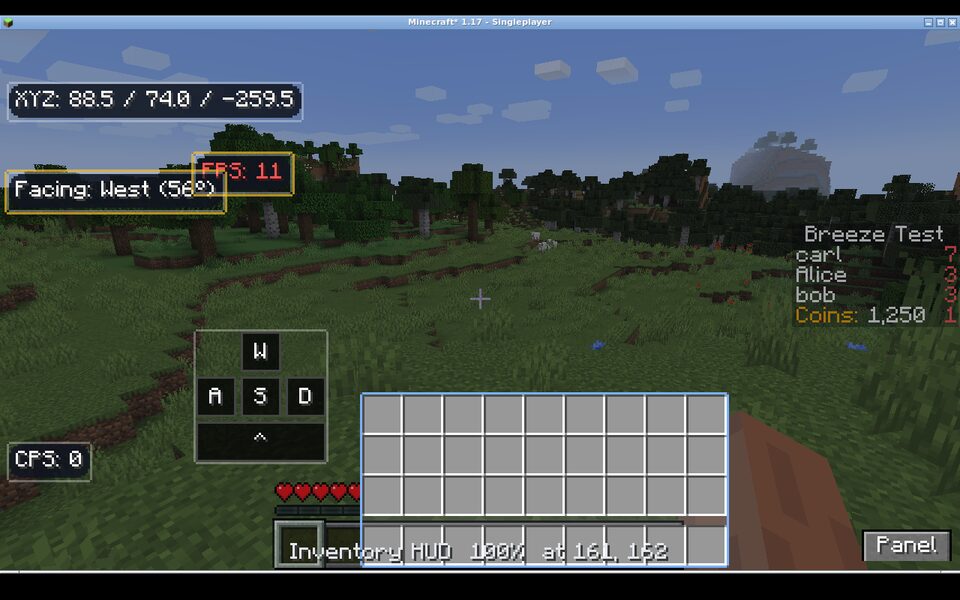 Minecraft* 1.17 - Singleplayer
XYZ: 88.5 / 74.0 / -259.5
FPS: 11
Facing: West (56°)
Breeze Test
carl 7
Alice 3
bob 3
Coins: 1,250 1
W
A S D
^
CPS: 0
Inventory HUD 100% at 161, 162
Panel